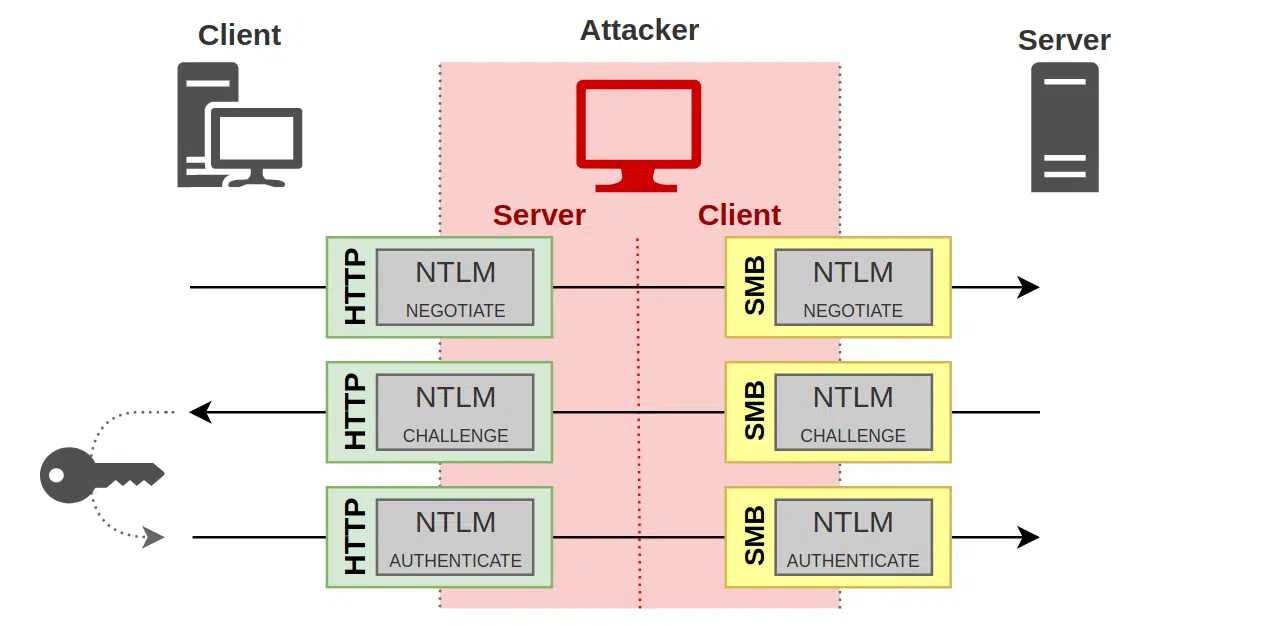 Client
Attacker
Server
Server
Client
HTTP
NTLM
NEGOTIATE
SMB
NTLM
NEGOTIATE
HTTP
NTLM
CHALLENGE
SMB
NTLM
CHALLENGE
HTTP
NTLM
AUTHENTICATE
SMB
NTLM
AUTHENTICATE